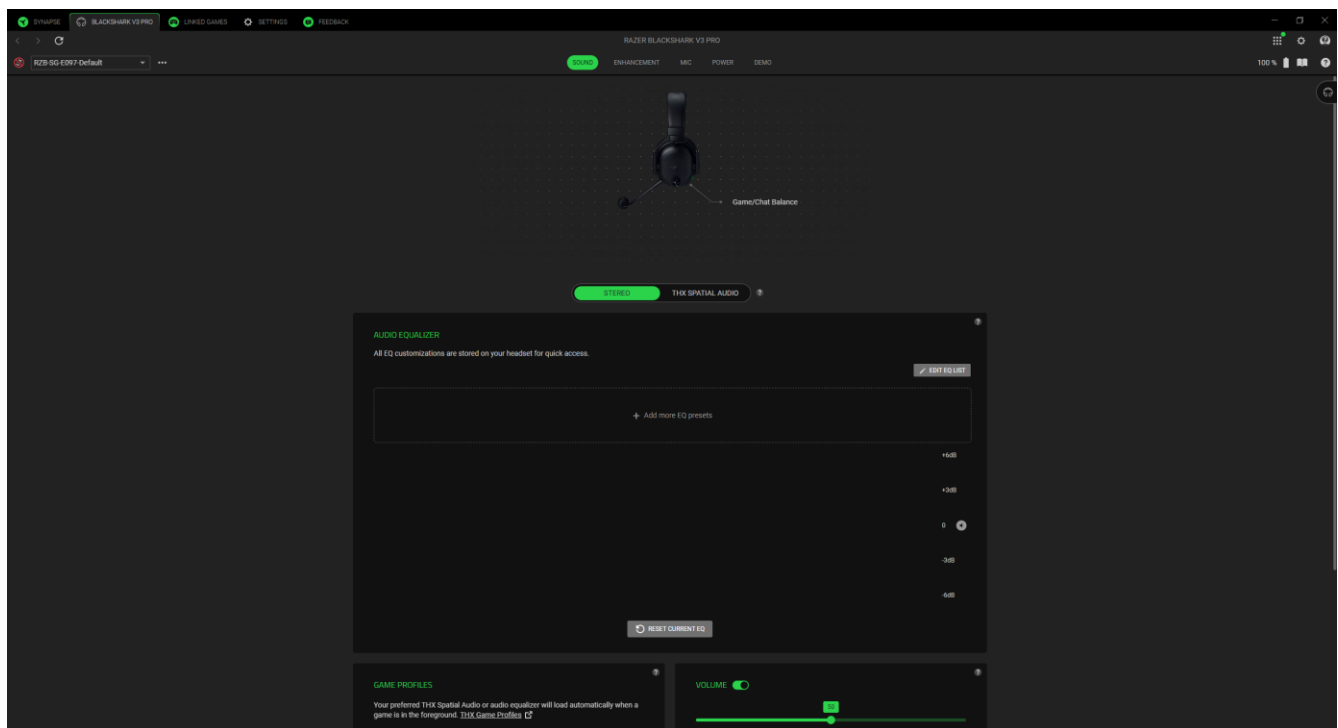 SYNAPSE
BLACKSHARK V3 PRO
LINKED GAMES
SETTINGS
FEEDBACK
RAZER BLACKSHARK V3 PRO
RZB-SG-E097-Default
SOUND
ENHANCEMENT
MIC
POWER
DEMO
100 %
Game/Chat Balance
STEREO
THX SPATIAL AUDIO
?
?
AUDIO EQUALIZER
All EQ customizations are stored on your headset for quick access.
EDIT EQ LIST
+ Add more EQ presets
+6dB
+3dB
0
-3dB
-6dB
RESET CURRENT EQ
?
GAME PROFILES
Your preferred THX Spatial Audio or audio equalizer will load automatically when a
game is in the foreground. THX Game Profiles
?
VOLUME
50